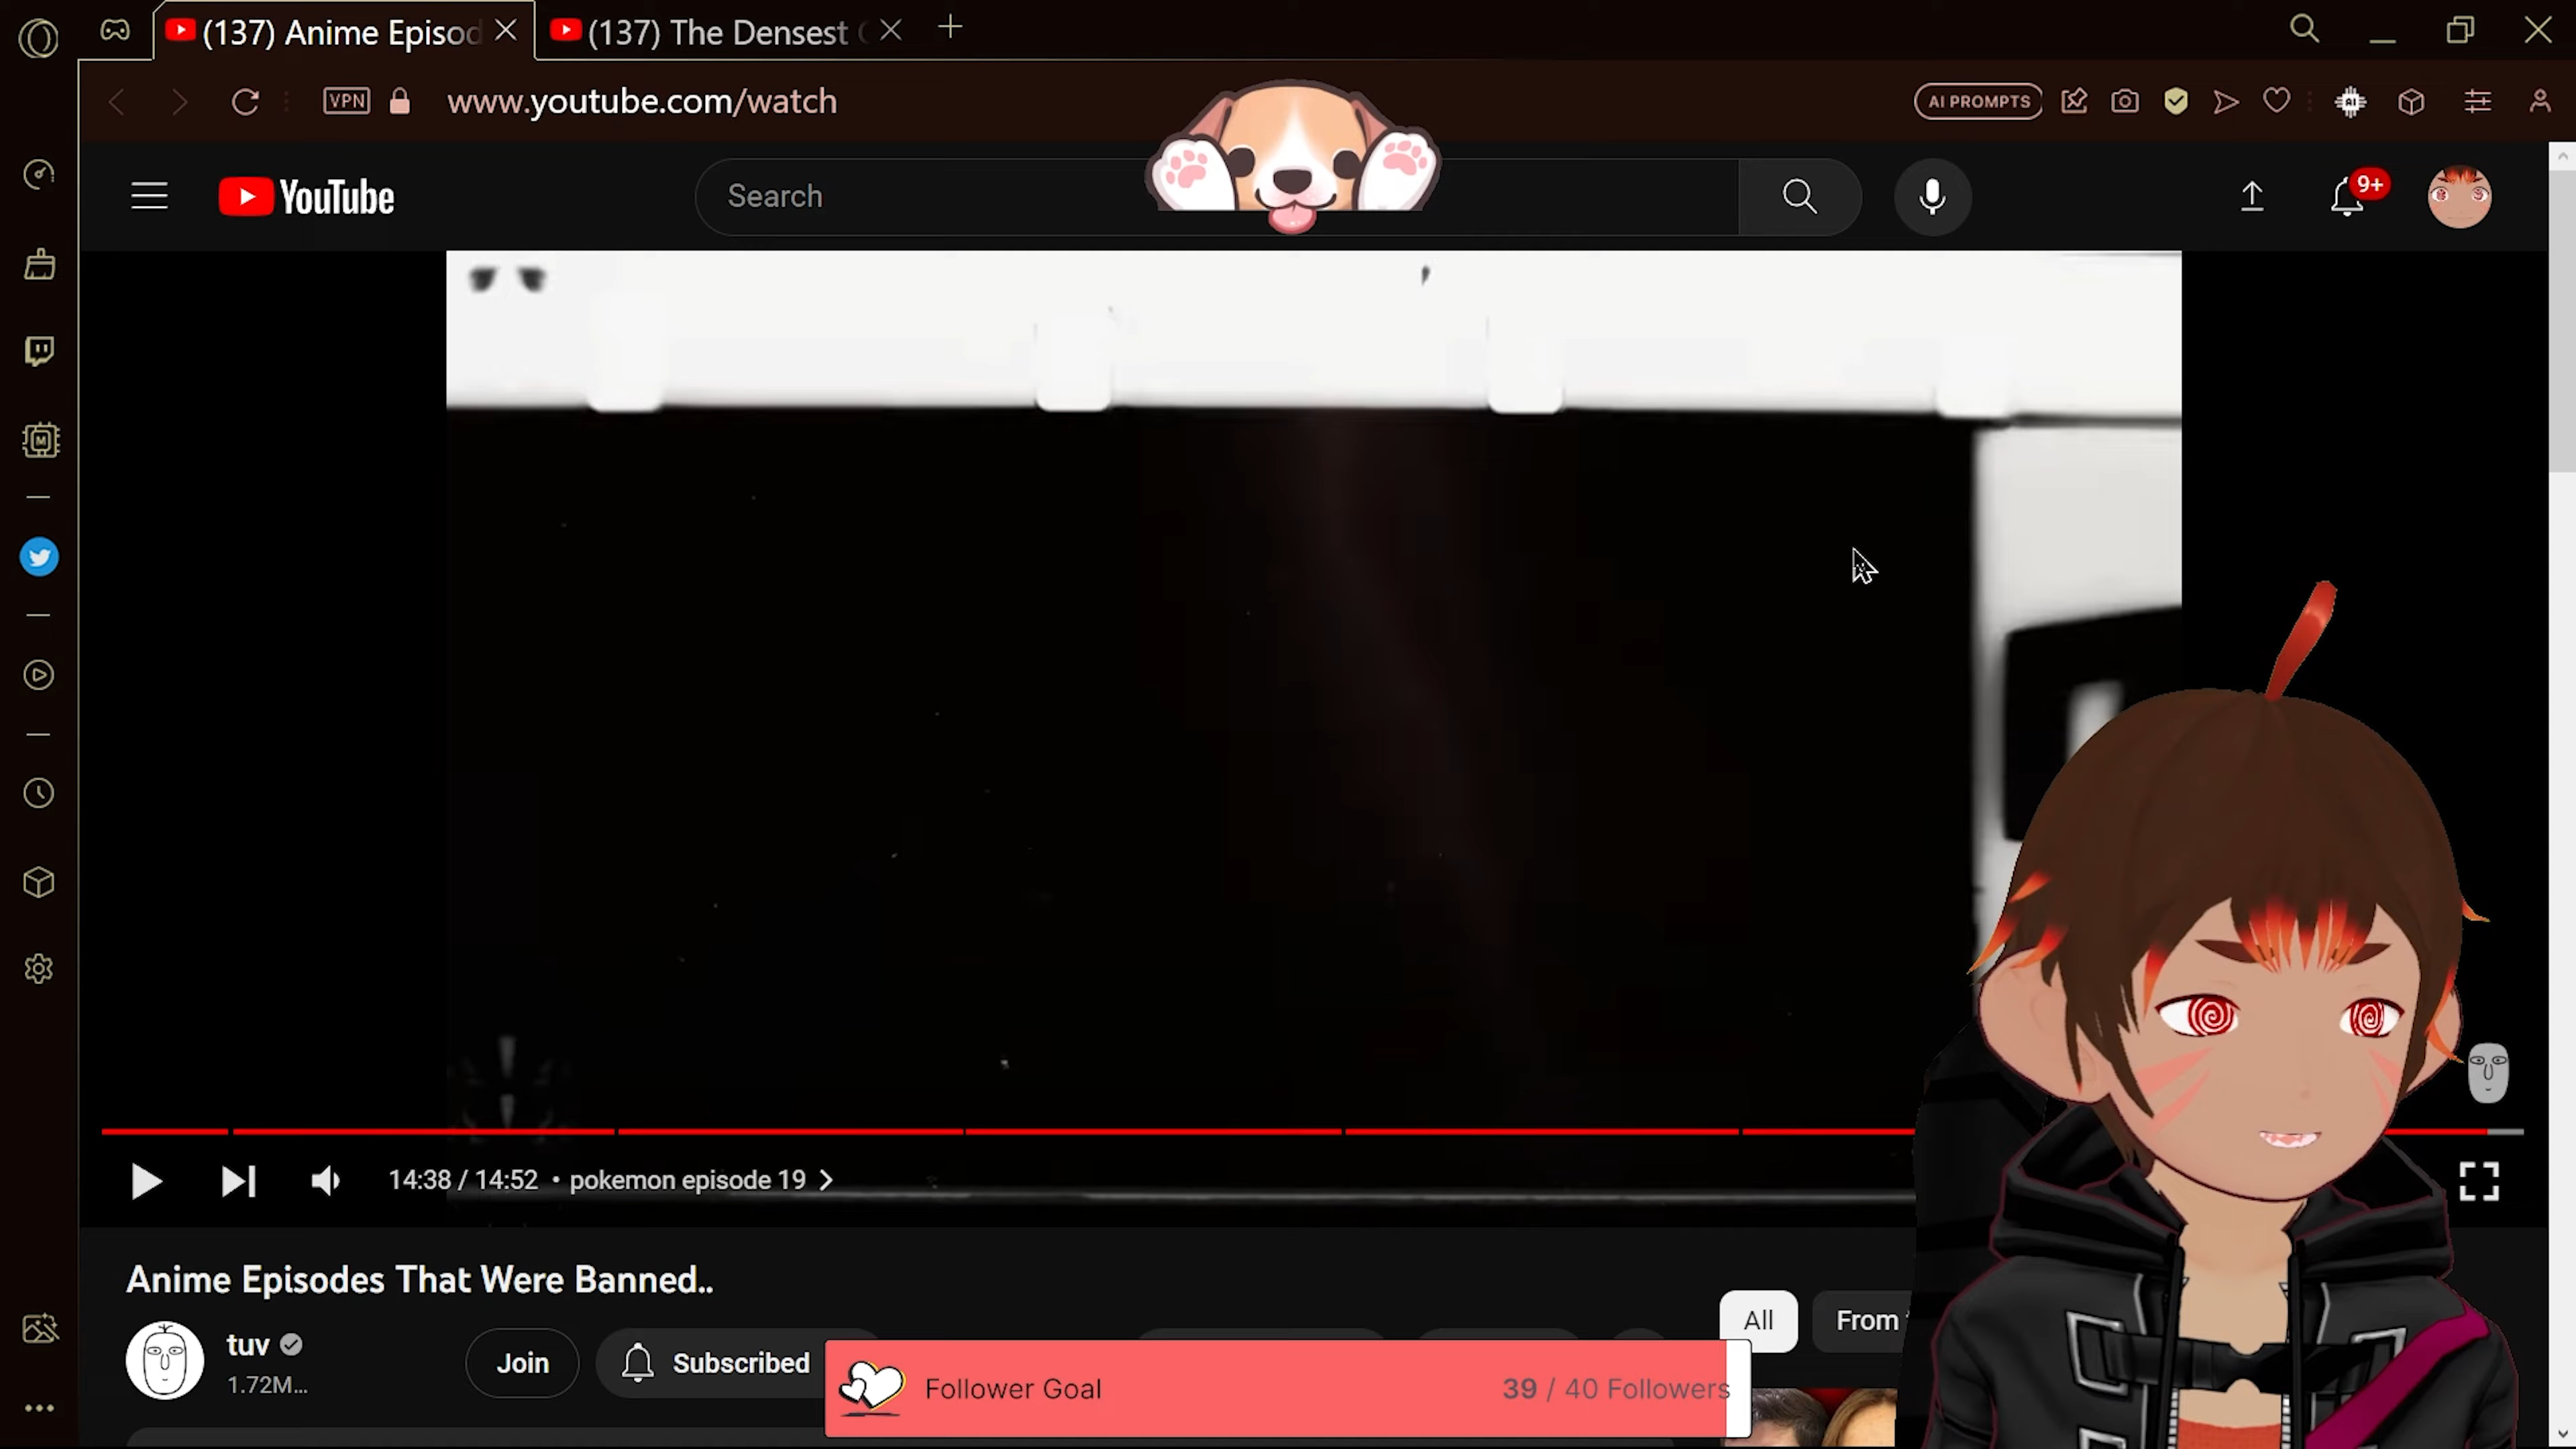 (137) Anime Episod
(137) The Densest
VPN
www.youtube.com/watch
AI PROMPTS
AI
YouTube
Search
9+
M
14:38 / 14:52 • pokemon episode 19
Anime Episodes That Were Banned..
tuv
1.72M...
Join
Subscribed
All
From
Follower Goal
39 / 40 Followers